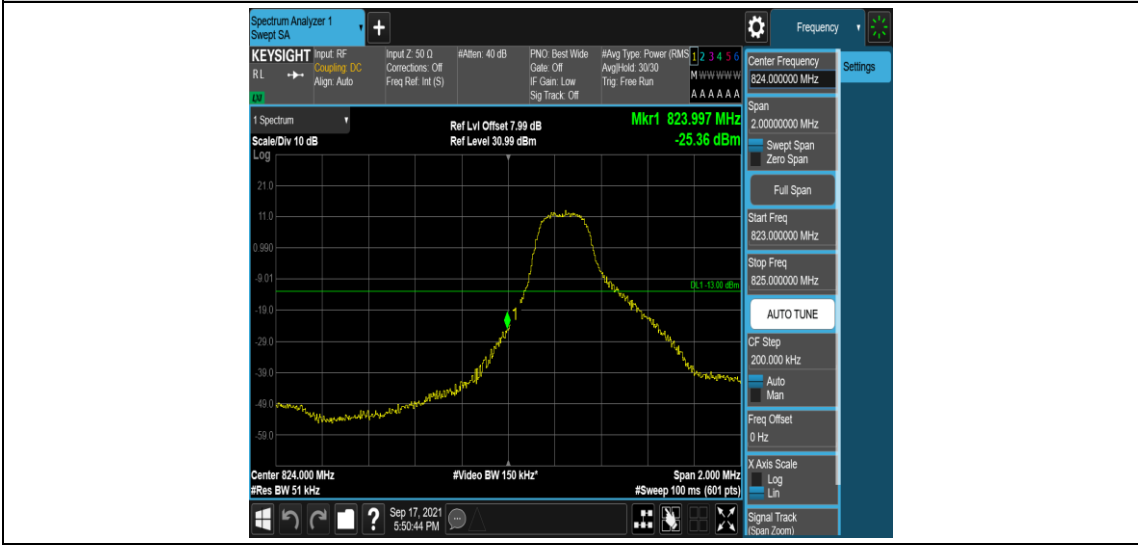 Spectrum Analyzer 1
Swept SA
+
Frequency
KEYSIGHT
Input: RF
Input Z: 50 Ω
#Atten: 40 dB
PNO: Best Wide
#Avg Type: Power (RMS
1 2 3 4 5 6
RL
Coupling: DC
Corrections: Off
Gate: Off
Avg|Hold: 30/30
M W W W W W
Align: Auto
Freq Ref: Int (S)
IF Gain: Low
Trig: Free Run
Sig Track: Off
A A A A A A
LNI
1 Spectrum
Ref Lvl Offset 7.99 dB
Mkr1 823.997 MHz
Scale/Div 10 dB
Ref Level 30.99 dBm
-25.36 dBm
Log
21.0
11.0
0.990
-9.01
DL1 -13.00 dBm
-19.0
1
-29.0
-39.0
-49.0
-59.0
Center 824.000 MHz
#Video BW 150 kHz*
Span 2.000 MHz
#Res BW 51 kHz
#Sweep 100 ms (601 pts)
?
Sep 17, 2021
5:50:44 PM
Center Frequency
824.000000 MHz
Settings
Span
2.00000000 MHz
Swept Span
Zero Span
Full Span
Start Freq
823.000000 MHz
Stop Freq
825.000000 MHz
AUTO TUNE
CF Step
200.000 kHz
Auto
Man
Freq Offset
0 Hz
X Axis Scale
Log
Lin
Signal Track
(Span Zoom)